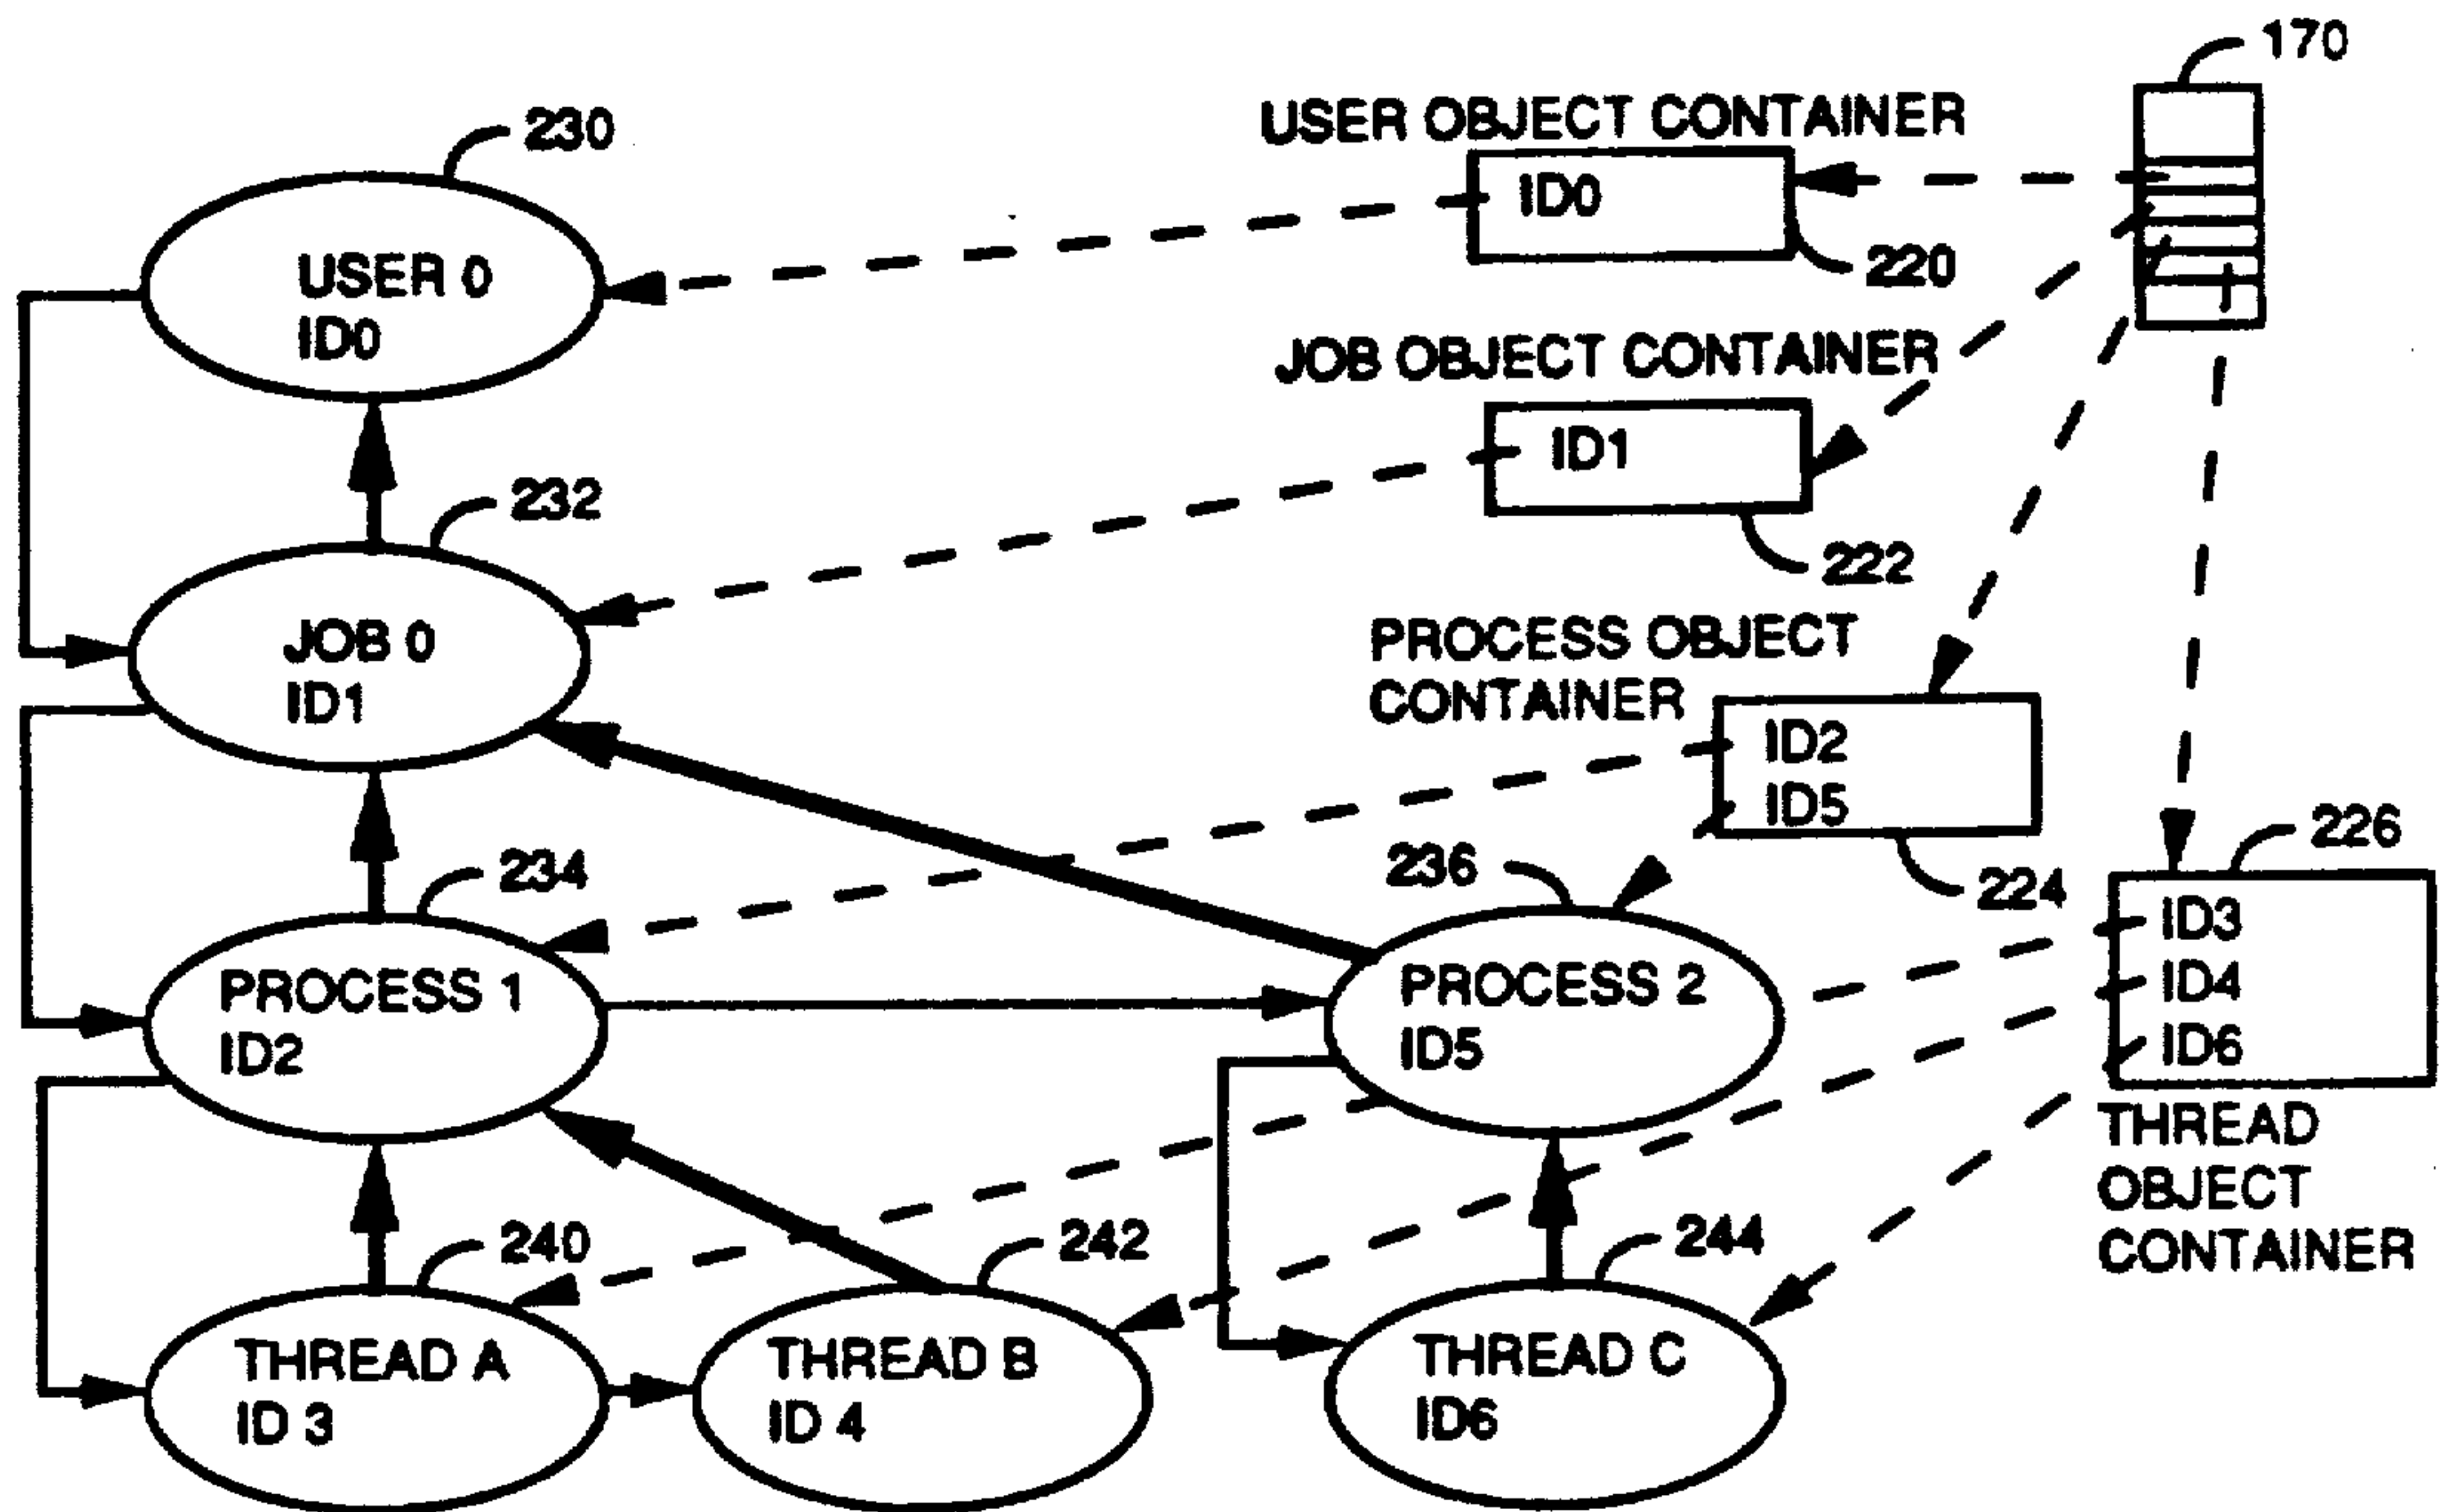 170
USER OBJECT CONTAINER
230
ID0
USER 0
ID0
220
JOB OBJECT CONTAINER
ID1
232
222
JOB 0
ID1
PROCESS OBJECT
CONTAINER
ID2
ID5
226
234
236
224
ID3
ID4
ID6
PROCESS 1
ID2
PROCESS 2
ID5
THREAD
OBJECT
CONTAINER
240
242
244
THREAD A
ID 3
THREAD B
ID 4
THREAD C
ID6